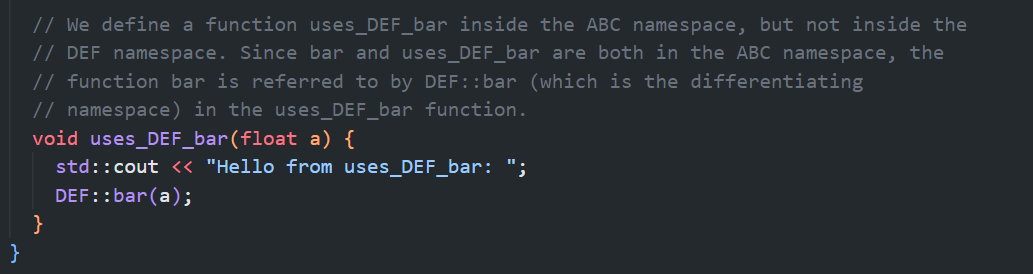 // We define a function uses_DEF_bar inside the ABC namespace, but not inside the
// DEF namespace. Since bar and uses_DEF_bar are both in the ABC namespace, the
// function bar is referred to by DEF::bar (which is the differentiating
// namespace) in the uses_DEF_bar function.
void uses_DEF_bar(float a) {
std::cout << "Hello from uses_DEF_bar: ";
DEF::bar(a);
}
}